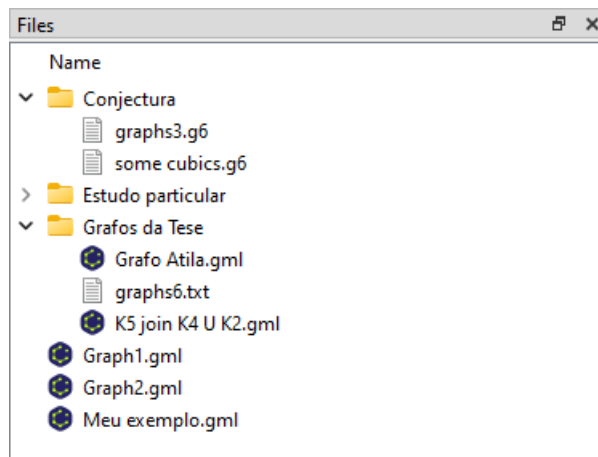 Files
Name
Conjectura
graphs3.g6
some cubics.g6
Estudo particular
Grafos da Tese
Grafo Atila.gml
graphs6.txt
K5 join K4 U K2.gml
Graph1.gml
Graph2.gml
Meu exemplo.gml